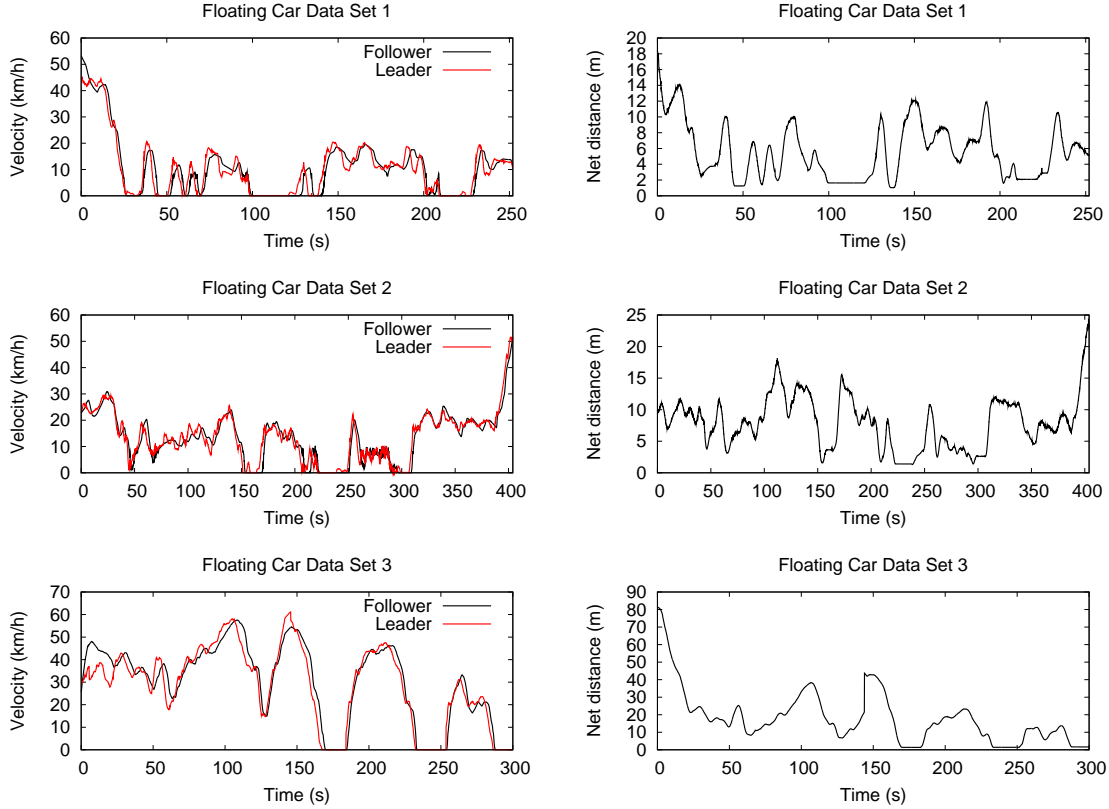 Floating Car Data Set 1
Velocity (km/h)
60
50
40
30
20
10
0
Follower
Leader
0 50 100 150 200 250
Time (s)
Floating Car Data Set 1
Net distance (m)
20
18
16
14
12
10
8
6
4
2
0
0 50 100 150 200 250
Time (s)
Floating Car Data Set 2
Velocity (km/h)
60
50
40
30
20
10
0
Follower
Leader
0 50 100 150 200 250 300 350 400
Time (s)
Floating Car Data Set 2
Net distance (m)
25
20
15
10
5
0
0 50 100 150 200 250 300 350 400
Time (s)
Floating Car Data Set 3
Velocity (km/h)
70
60
50
40
30
20
10
0
Follower
Leader
0 50 100 150 200 250 300
Time (s)
Floating Car Data Set 3
Net distance (m)
90
80
70
60
50
40
30
20
10
0
0 50 100 150 200 250 300
Time (s)